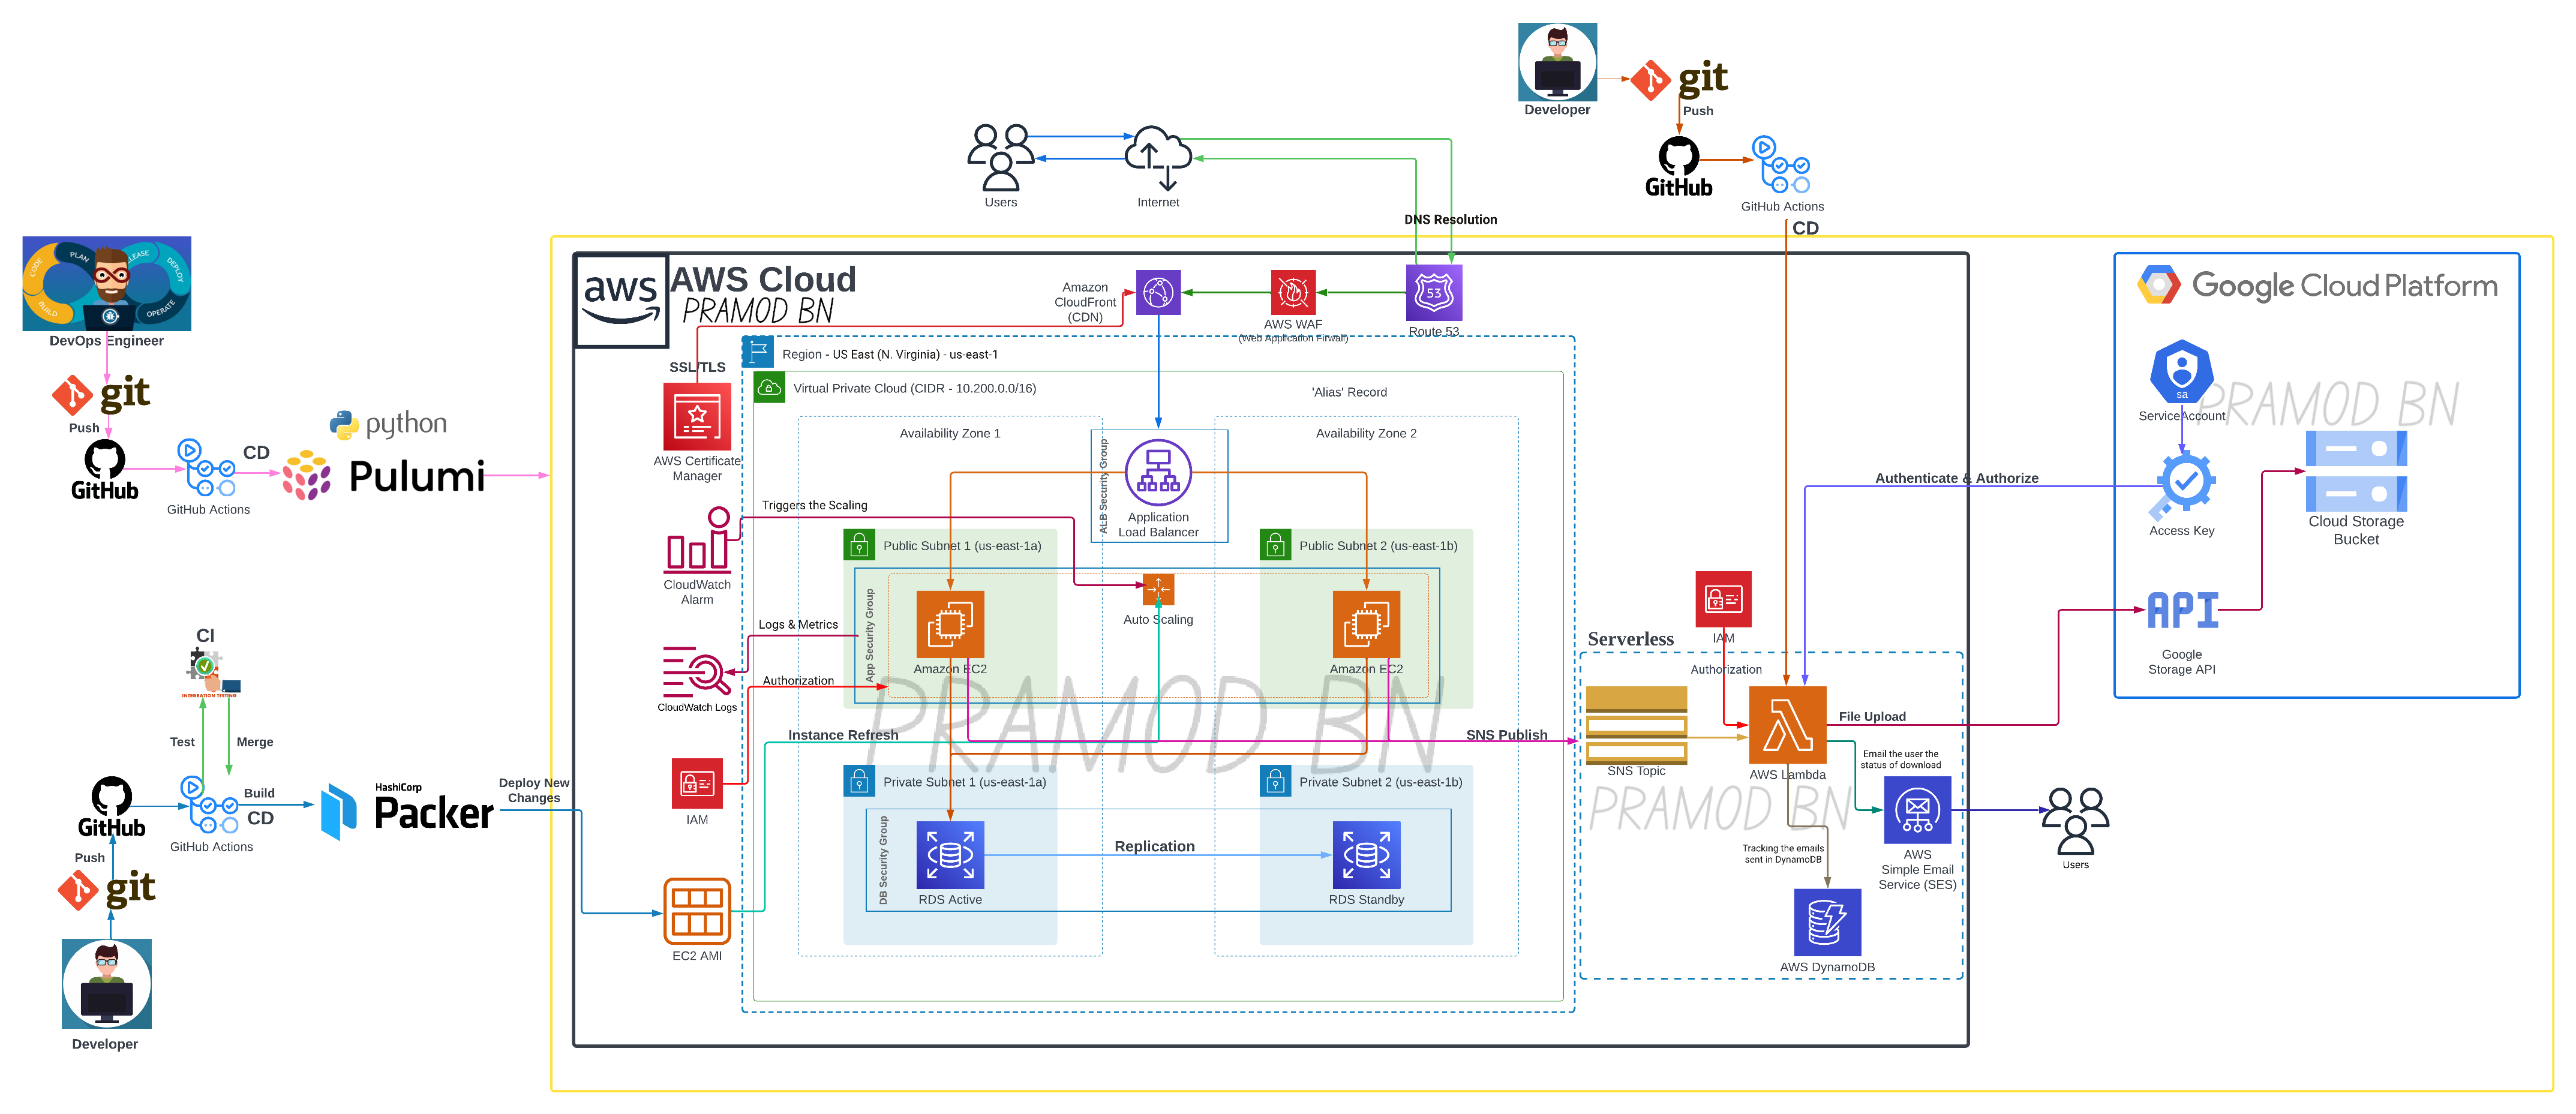 Developer
git
Push
GitHub
GitHub Actions
CD
Users
Internet
DNS Resolution
CODE
PLAN
DEPLOY
BUILD
OPERATE
DevOps Engineer
git
Push
GitHub
GitHub Actions
CD
python
Pulumi
CI
INTEGRATION TESTING
Test
Merge
GitHub
GitHub Actions
Build
CD
HashiCorp
Packer
Deploy New
Changes
Push
git
Developer
aws
AWS Cloud
PRAMOD BN
Amazon
CloudFront
(CDN)
AWS WAF
(Web Application Firwall)
53
Route 53
SSL/TLS
AWS Certificate
Manager
Region - US East (N. Virginia) - us-east-1
Virtual Private Cloud (CIDR - 10.200.0.0/16)
'Alias' Record
Availability Zone 1
Availability Zone 2
ALB Security Group
Application
Load Balancer
Triggers the Scaling
CloudWatch
Alarm
Public Subnet 1 (us-east-1a)
Public Subnet 2 (us-east-1b)
App Security Group
Auto Scaling
Amazon EC2
Amazon EC2
Logs & Metrics
CloudWatch Logs
Authorization
IAM
PRAMOD BN
Instance Refresh
SNS Publish
Private Subnet 1 (us-east-1a)
Private Subnet 2 (us-east-1b)
DB Security Group
RDS Active
Replication
RDS Standby
EC2 AMI
Serverless
IAM
Authorization
SNS Topic
AWS Lambda
PRAMOD BN
File Upload
Email the user the
status of download
AWS
Simple Email
Service (SES)
Tracking the emails
sent in DynamoDB
AWS DynamoDB
Users
Authenticate & Authorize
Google Cloud Platform
sa
ServiceAccount
PRAMOD BN
Access Key
Cloud Storage
Bucket
API
Google
Storage API